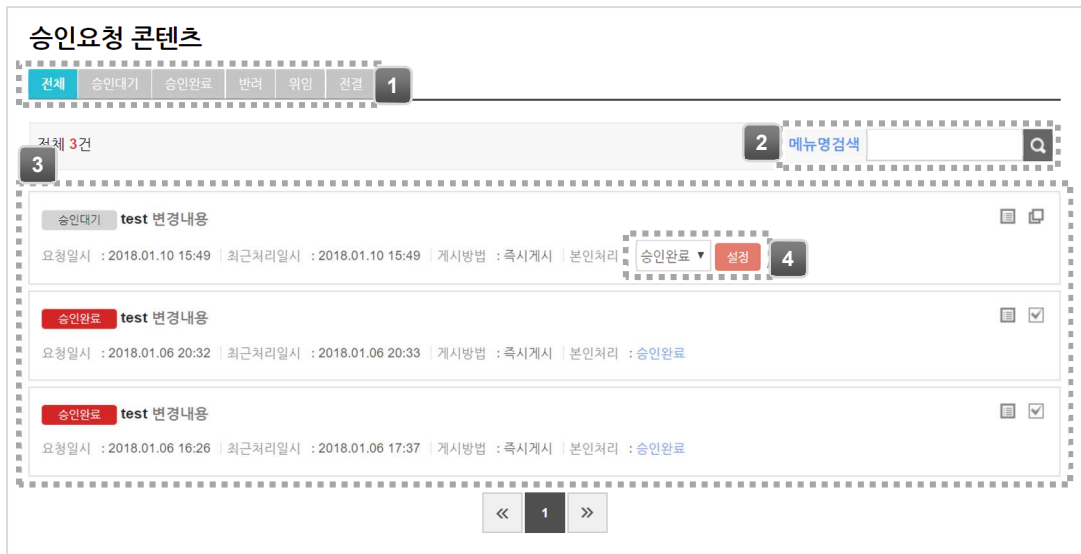 승인요청 콘텐츠
전체 승인대기 승인완료 반려 위임 전결 1
전체 3건 2 메뉴명검색
3
승인대기 test 변경내용
요청일시 : 2018.01.10 15:49 최근처리일시 : 2018.01.10 15:49 게시방법 : 즉시게시 본인처리 : 승인완료 ▼ 설정 4
승인완료 test 변경내용
요청일시 : 2018.01.06 20:32 최근처리일시 : 2018.01.06 20:33 게시방법 : 즉시게시 본인처리 : 승인완료
승인완료 test 변경내용
요청일시 : 2018.01.06 16:26 최근처리일시 : 2018.01.06 17:37 게시방법 : 즉시게시 본인처리 : 승인완료
« 1 »